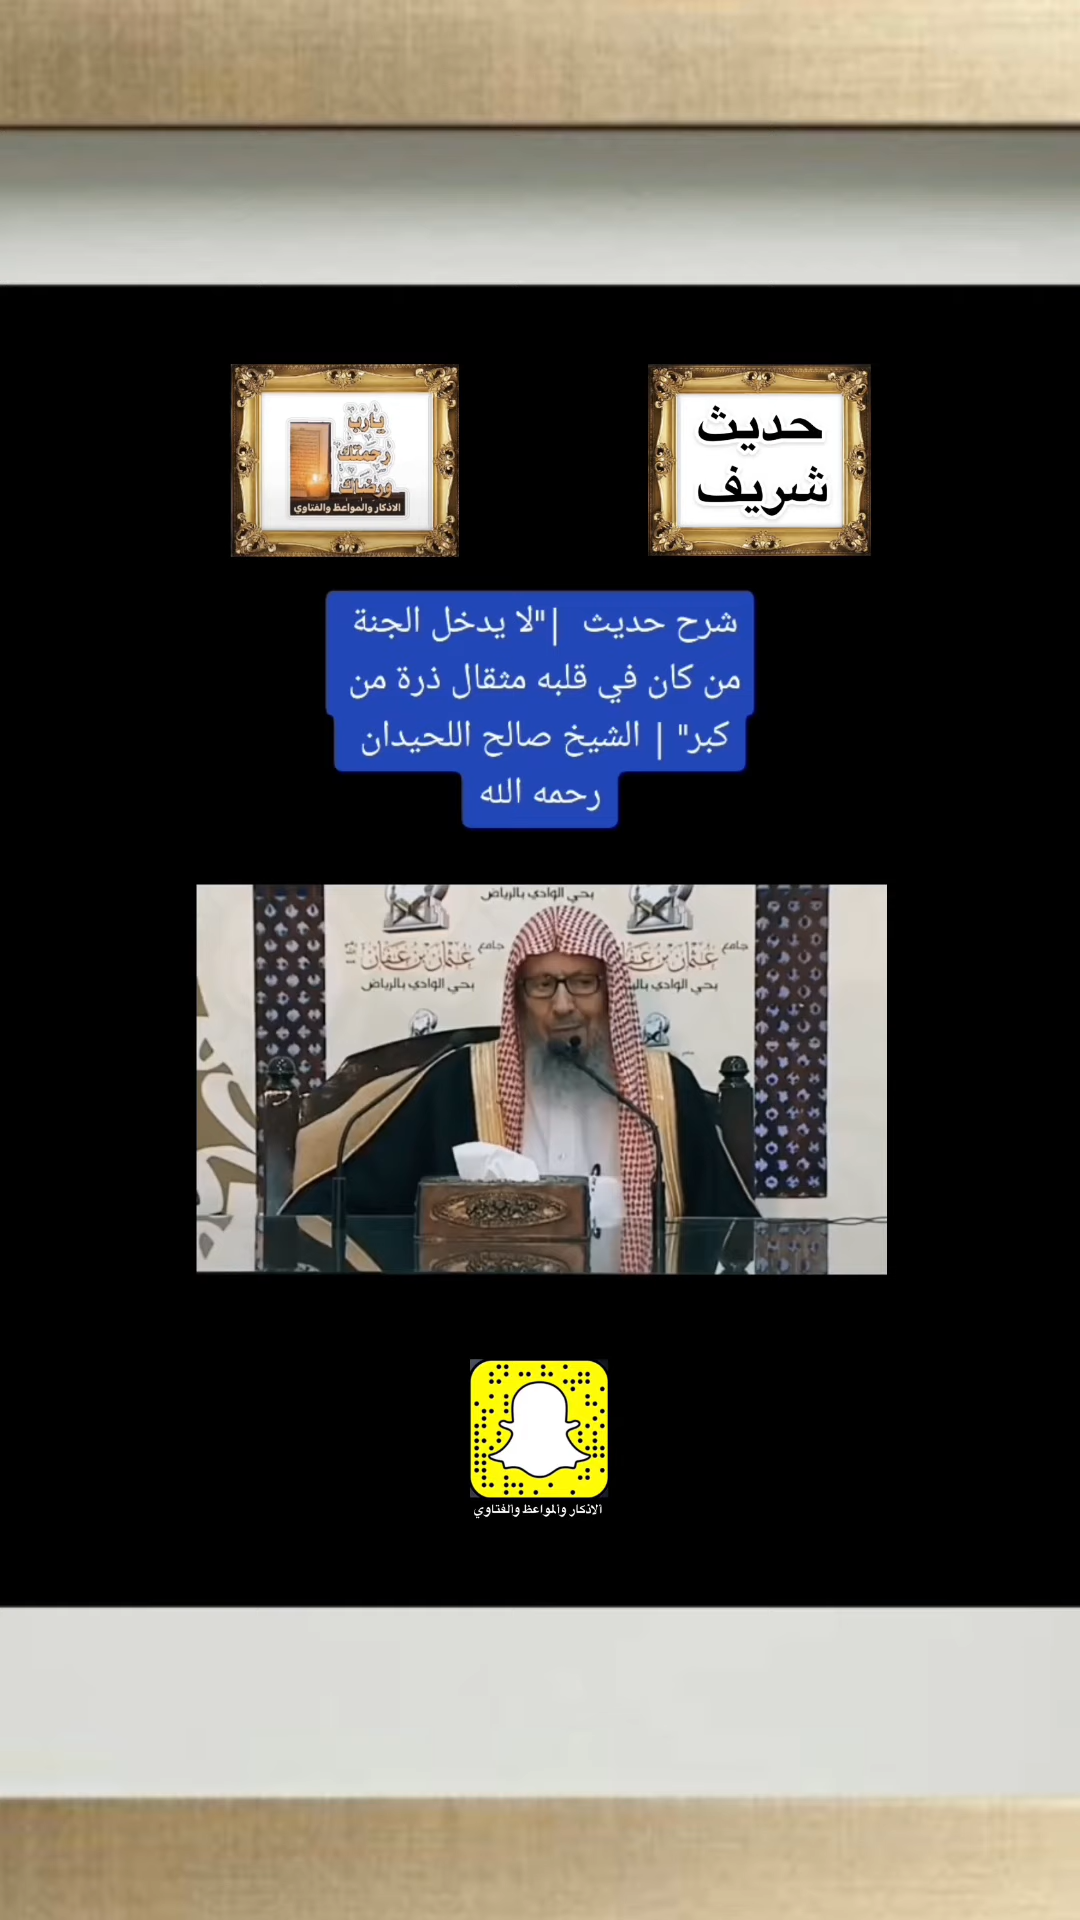 يارب
رحمتك
ورضاك
الاذكار والمواعظ والفتاوي
حديث
شريف
شرح حديث |"لا يدخل الجنة
من كان في قلبه مثقال ذرة من
كبر" | الشيخ صالح اللحيدان
رحمه الله
بحي الوادي بالرياض
جامع
عثمان بن عفان
بحي الوادي بالرياض
جامع
عثمان بن عفان
بحي الوادي
الاذكار والمواعظ والفتاوي